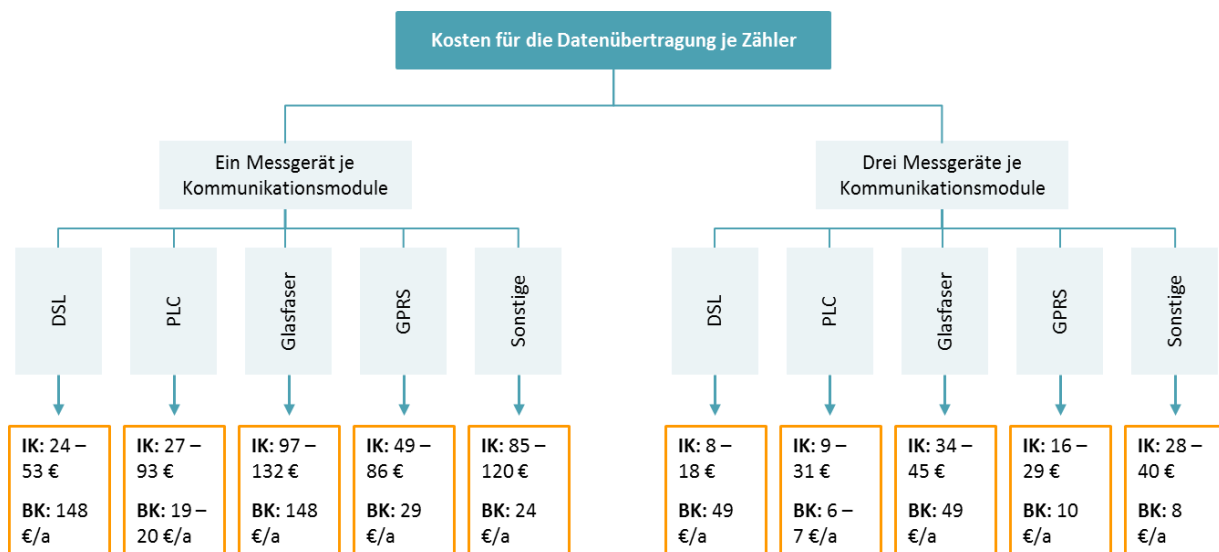 Kosten für die Datenübertragung je Zähler
Ein Messgerät je
Kommunikationsmodule
Drei Messgeräte je
Kommunikationsmodule
DSL
PLC
Glasfaser
GPRS
Sonstige
DSL
PLC
Glasfaser
GPRS
Sonstige
IK: 24 –
53 €
BK: 148
€/a
IK: 27 –
93 €
BK: 19 –
20 €/a
IK: 97 –
132 €
BK: 148
€/a
IK: 49 –
86 €
BK: 29
€/a
IK: 85 –
120 €
BK: 24
€/a
IK: 8 –
18 €
BK: 49
€/a
IK: 9 –
31 €
BK: 6 –
7 €/a
IK: 34 –
45 €
BK: 49
€/a
IK: 16 –
29 €
BK: 10
€/a
IK: 28 –
40 €
BK: 8
€/a